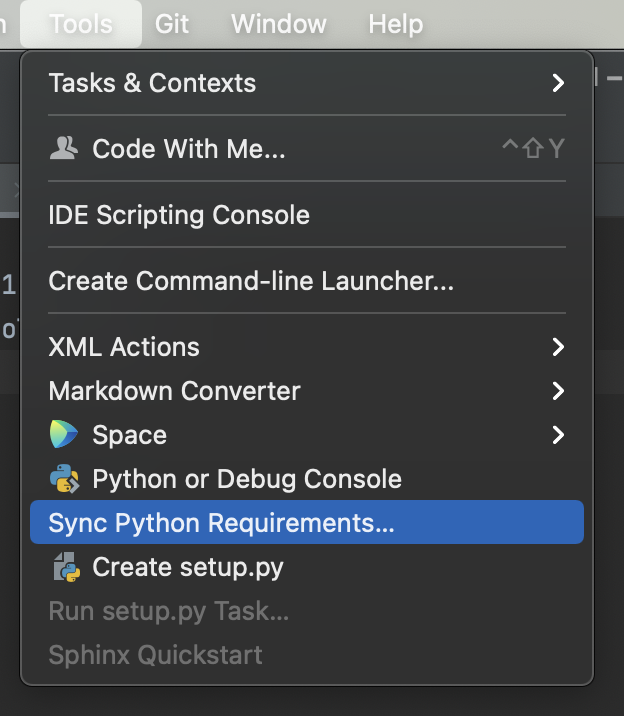 Tools Git Window Help
Tasks & Contexts
Code With Me... ^⇧Y
IDE Scripting Console
Create Command-line Launcher...
XML Actions
Markdown Converter
Space
Python or Debug Console
Sync Python Requirements...
Create setup.py
Run setup.py Task...
Sphinx Quickstart